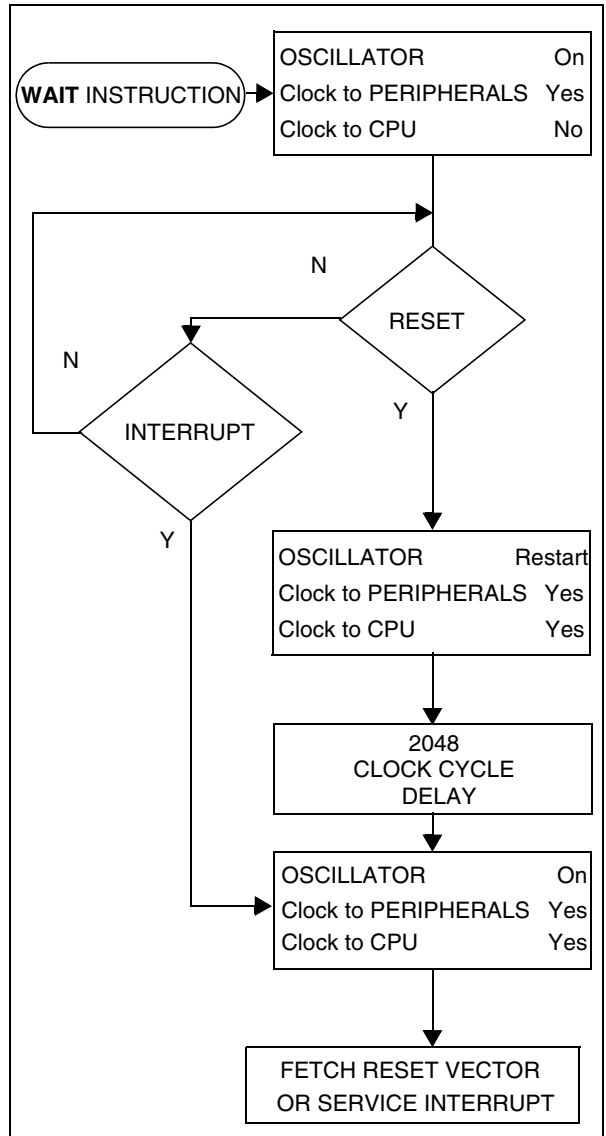 WAIT INSTRUCTION
OSCILLATOR On
Clock to PERIPHERALS Yes
Clock to CPU No
N
RESET
N
INTERRUPT
Y
Y
OSCILLATOR Restart
Clock to PERIPHERALS Yes
Clock to CPU Yes
2048
CLOCK CYCLE
DELAY
OSCILLATOR On
Clock to PERIPHERALS Yes
Clock to CPU Yes
FETCH RESET VECTOR
OR SERVICE INTERRUPT